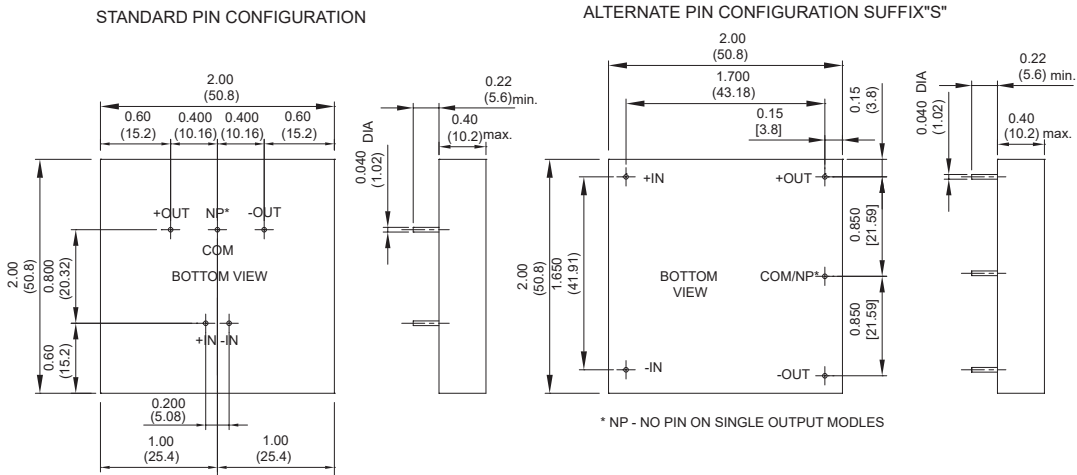 STANDARD PIN CONFIGURATION
2.00
(50.8)
0.60
(15.2)
0.400
(10.16)
0.400
(10.16)
0.60
(15.2)
+OUT
NP*
-OUT
COM
BOTTOM VIEW
+IN
-IN
2.00
(50.8)
0.800
(20.32)
0.60
(15.2)
0.200
(5.08)
1.00
(25.4)
1.00
(25.4)
0.22
(5.6)min.
0.40
(10.2)max.
0.040 DIA
(1.02)
ALTERNATE PIN CONFIGURATION SUFFIX"S"
2.00
(50.8)
1.700
(43.18)
0.15
[3.8]
0.15
(3.8)
+IN
+OUT
BOTTOM
VIEW
COM/NP*
-IN
-OUT
2.00
(50.8)
1.650
(41.91)
0.850
[21.59]
0.850
[21.59]
0.22
(5.6) min.
0.40
(10.2) max.
0.040 DIA
(1.02)
* NP - NO PIN ON SINGLE OUTPUT MODLES